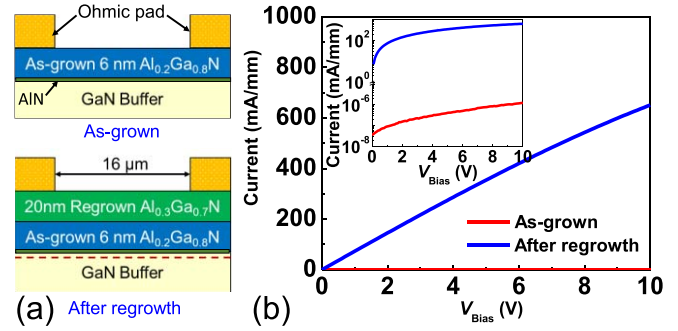 Ohmic pad
As-grown 6 nm Al0.2Ga0.8N
AlN
GaN Buffer
As-grown
16 μm
20nm Regrown Al0.3Ga0.7N
As-grown 6 nm Al0.2Ga0.8N
GaN Buffer
(a)
After regrowth
Current (mA/mm)
1000
800
600
400
200
0
0
2
4
6
8
10
VBias (V)
Current (mA/mm)
10^2
10^0
10^-6
10^-8
0
2
4
6
8
10
VBias (V)
As-grown
After regrowth
(b)